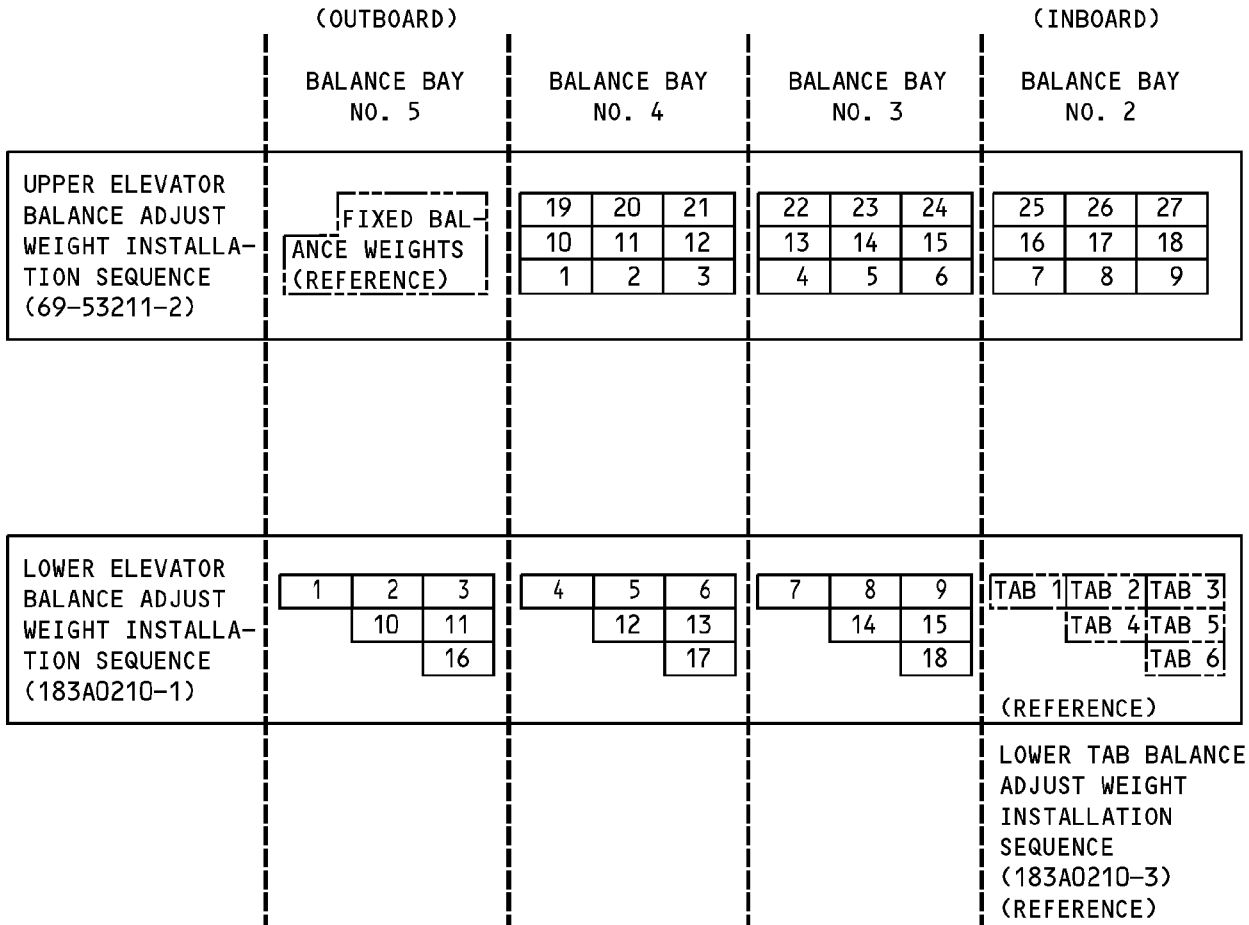 (OUTBOARD) (INBOARD)
BALANCE BAY BALANCE BAY BALANCE BAY BALANCE BAY
NO. 5 NO. 4 NO. 3 NO. 2
UPPER ELEVATOR
BALANCE ADJUST
WEIGHT INSTALLA-
TION SEQUENCE
(69-53211-2)
FIXED BAL-
ANCE WEIGHTS
(REFERENCE)
19 20 21
10 11 12
1 2 3
22 23 24
13 14 15
4 5 6
25 26 27
16 17 18
7 8 9
LOWER ELEVATOR
BALANCE ADJUST
WEIGHT INSTALLA-
TION SEQUENCE
(183A0210-1)
1 2 3
10 11
16
4 5 6
12 13
17
7 8 9
14 15
18
TAB 1 TAB 2 TAB 3
TAB 4 TAB 5
TAB 6
(REFERENCE)
LOWER TAB BALANCE
ADJUST WEIGHT
INSTALLATION
SEQUENCE
(183A0210-3)
(REFERENCE)